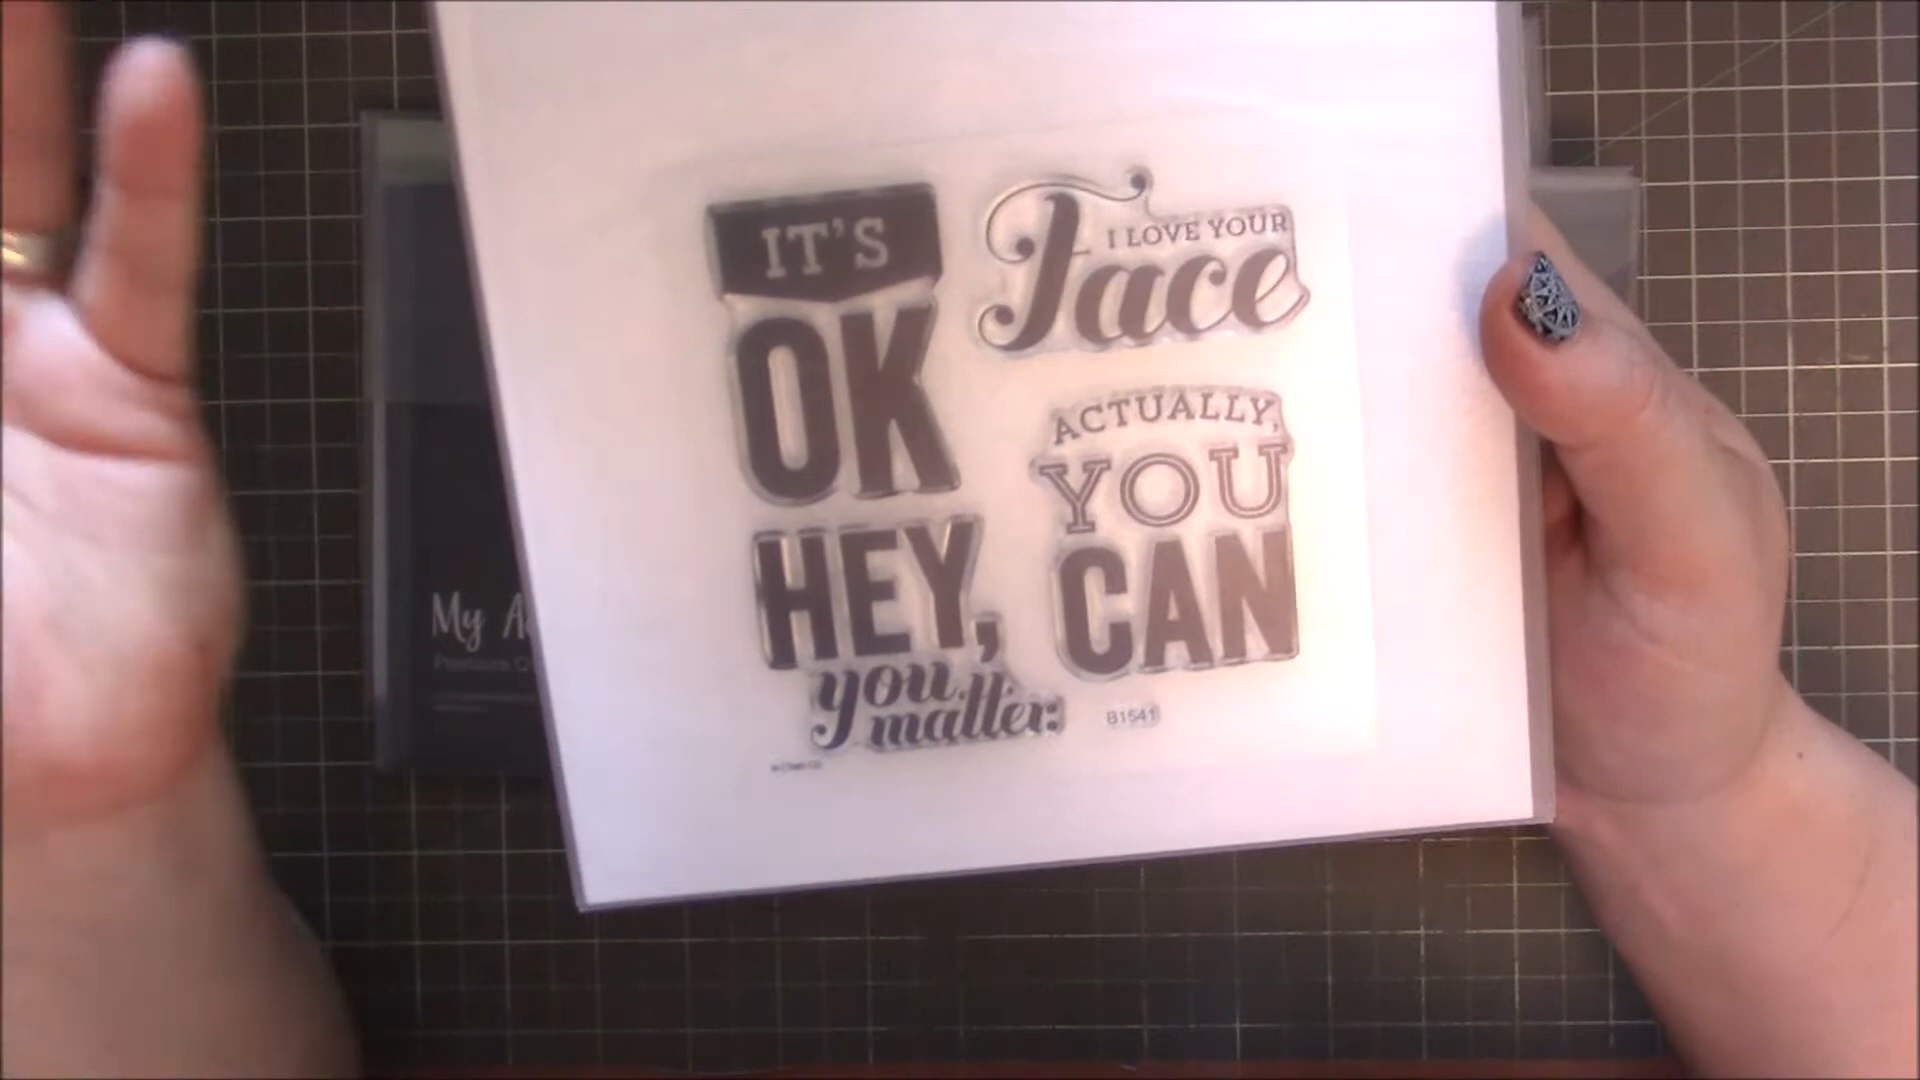 IT'S
OK
I LOVE YOUR
Face
ACTUALLY,
YOU
CAN
HEY,
you
matter.
B1541
My